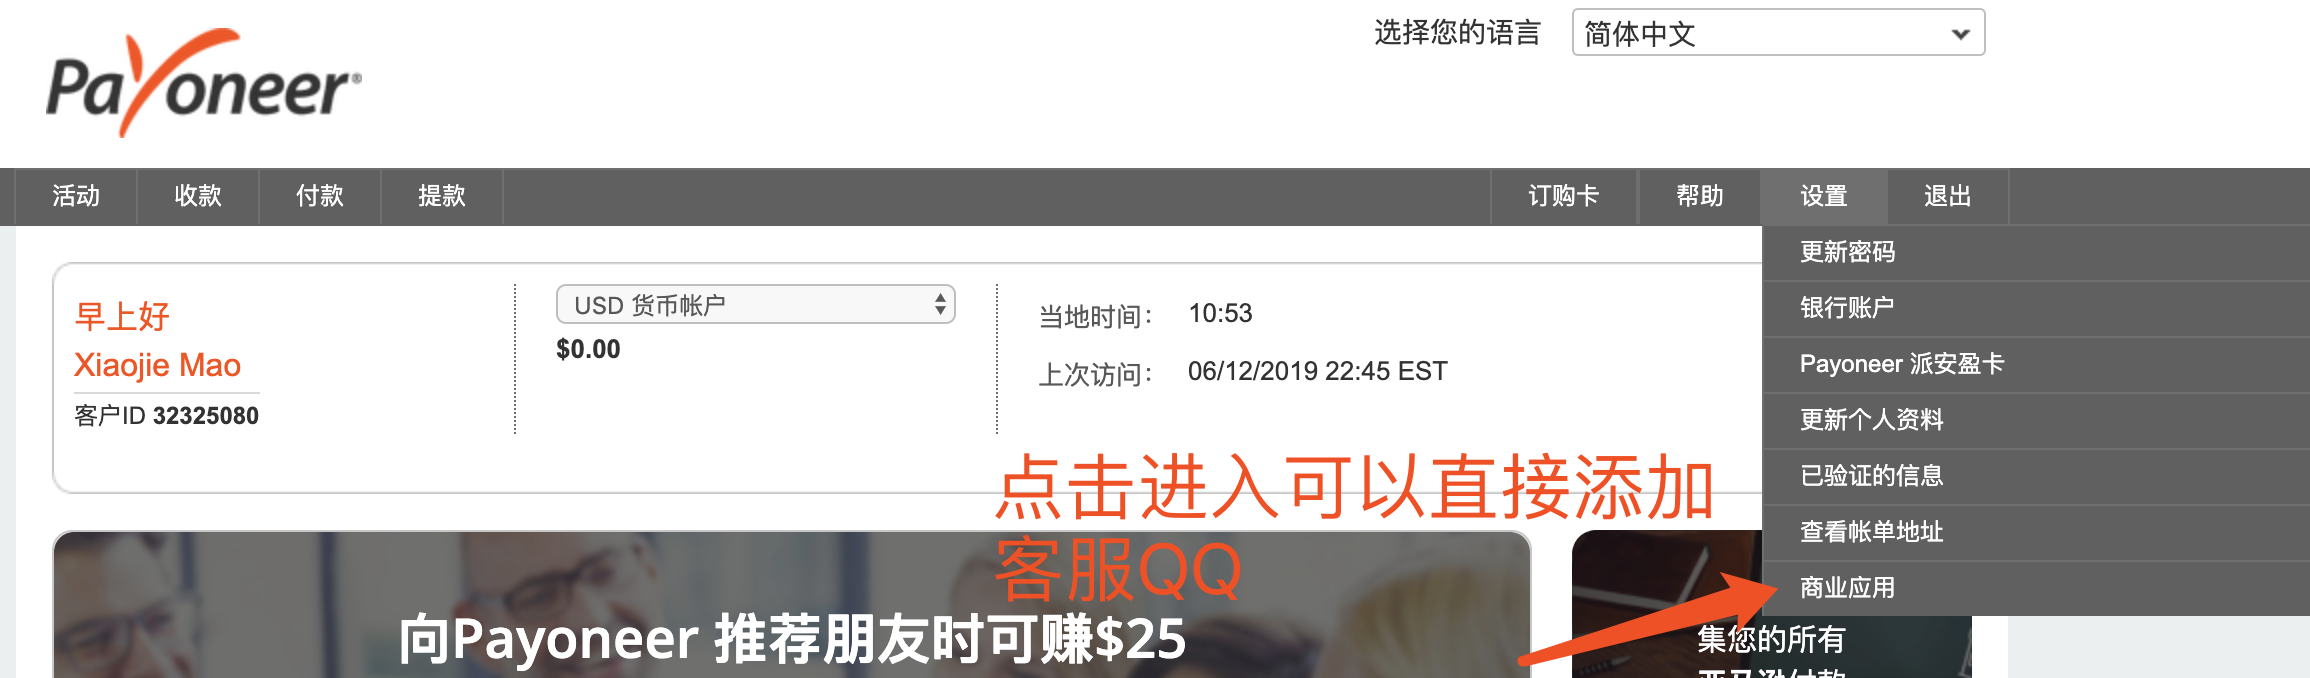 选择您的语言 简体中文
Payoneer®
活动 收款 付款 提款 订购卡 帮助 设置 退出
更新密码
银行账户
Payoneer 派安盈卡
更新个人资料
已验证的信息
查看帐单地址
商业应用
早上好
Xiaojie Mao
客户ID 32325080
USD 货币帐户
$0.00
当地时间： 10:53
上次访问： 06/12/2019 22:45 EST
点击进入可以直接添加
客服QQ
向Payoneer 推荐朋友时可赚$25
集您的所有